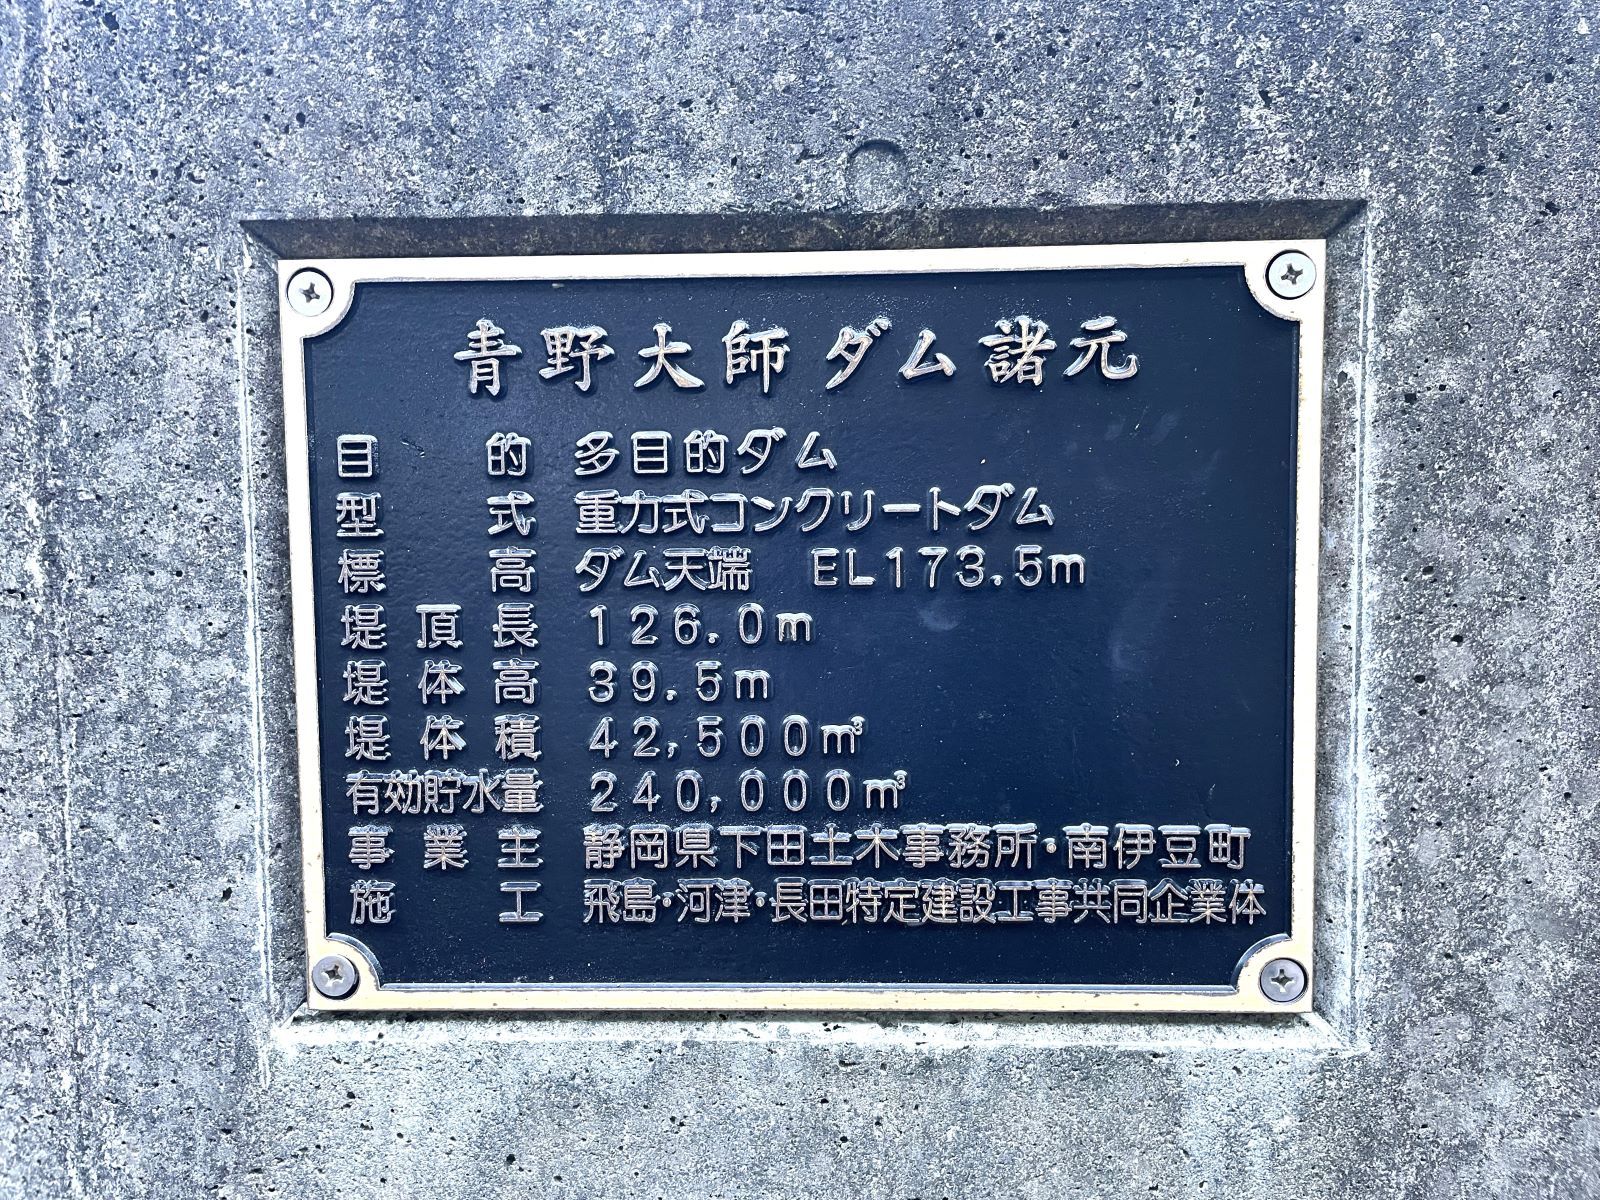 青野大師ダム諸元
目的 多目的ダム
型式 重力式コンクリートダム
標高 ダム天端 EL173.5m
堤頂長 126.0m
堤体高 39.5m
堤体積 42,500㎥
有効貯水量 240,000㎥
事業主 静岡県下田土木事務所・南伊豆町
施工 飛島・河津・長田特定建設工事共同企業体